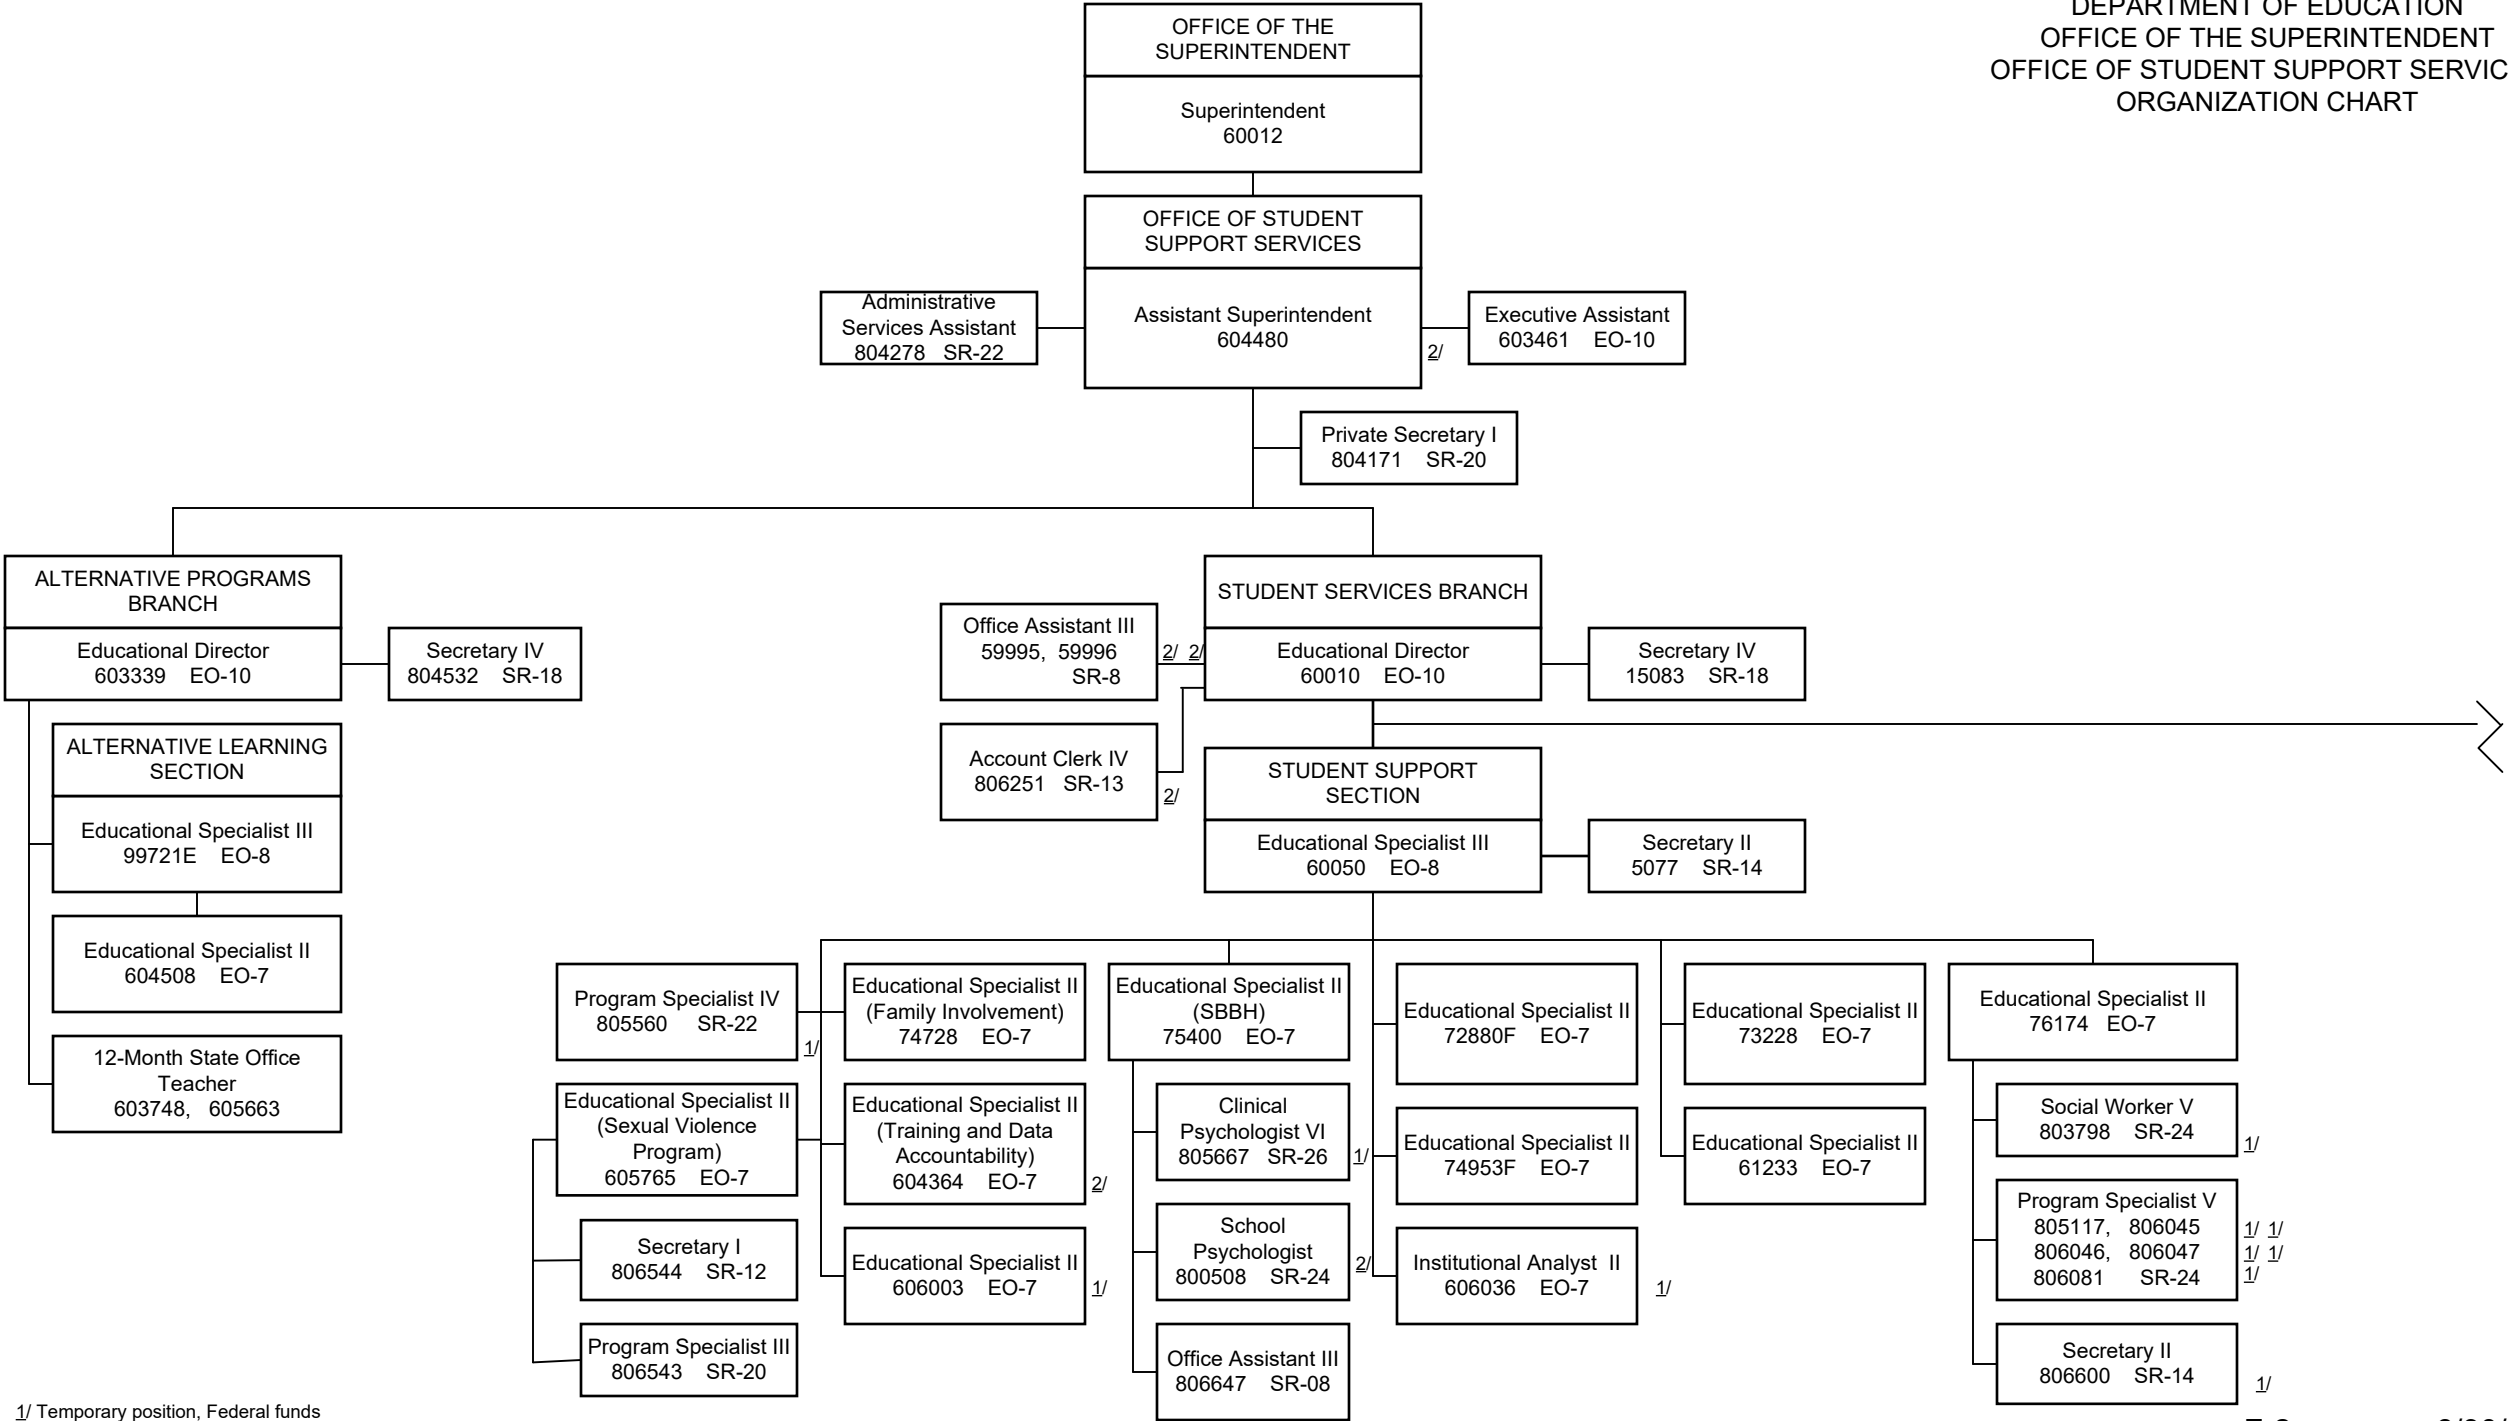 DEPARTMENT OF EDUCATION
OFFICE OF THE SUPERINTENDENT
OFFICE OF STUDENT SUPPORT
ORGANIZATION CHART
OFFICE OF THE
SUPERINTENDENT
Superintendent
60012
OFFICE OF STUDENT
SUPPORT SERVICES
Assistant Superintendent
604480
Administrative
Services Assistant
804278 SR-22
2/
Executive Assistant
603461 EO-10
Private Secretary I
804171 SR-20
ALTERNATIVE PROGRAMS
BRANCH
Educational Director
603339 EO-10
Secretary IV
804532 SR-18
ALTERNATIVE LEARNING
SECTION
Educational Specialist III
99721E EO-8
Educational Specialist II
604508 EO-7
12-Month State Office
Teacher
603748, 605663
STUDENT SERVICES BRANCH
Educational Director
60010 EO-10
Office Assistant III
59995, 59996
SR-8
2/ 2/
Secretary IV
15083 SR-18
Account Clerk IV
806251 SR-13
2/
STUDENT SUPPORT
SECTION
Educational Specialist III
60050 EO-8
Secretary II
5077 SR-14
Program Specialist IV
805560 SR-22
1/
Educational Specialist II
(Sexual Violence
Program)
605765 EO-7
Secretary I
806544 SR-12
Program Specialist III
806543 SR-20
Educational Specialist II
(Family Involvement)
74728 EO-7
Educational Specialist II
(Training and Data
Accountability)
604364 EO-7
2/
Educational Specialist II
606003 EO-7
1/
Educational Specialist II
(SBBH)
75400 EO-7
Clinical
Psychologist VI
805667 SR-26
1/
School
Psychologist
800508 SR-24
2/
Office Assistant III
806647 SR-08
Educational Specialist II
72880F EO-7
Educational Specialist II
74953F EO-7
Institutional Analyst II
606036 EO-7
1/
Educational Specialist II
73228 EO-7
Educational Specialist II
61233 EO-7
Educational Specialist II
76174 EO-7
Social Worker V
803798 SR-24
1/
Program Specialist V
805117, 806045
1/ 1/
806046, 806047
1/ 1/
806081 SR-24
1/
Secretary II
806600 SR-14
1/
1/ Temporary position, Federal funds